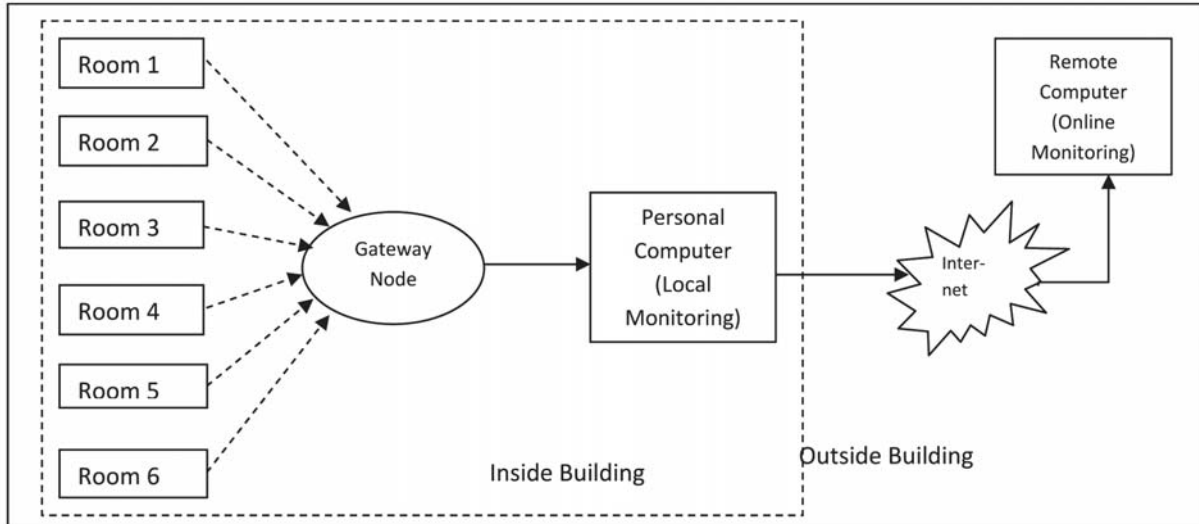 Room 1
Room 2
Room 3
Room 4
Room 5
Room 6
Gateway
Node
Personal
Computer
(Local
Monitoring)
Inter-
net
Remote
Computer
(Online
Monitoring)
Inside Building
Outside Building